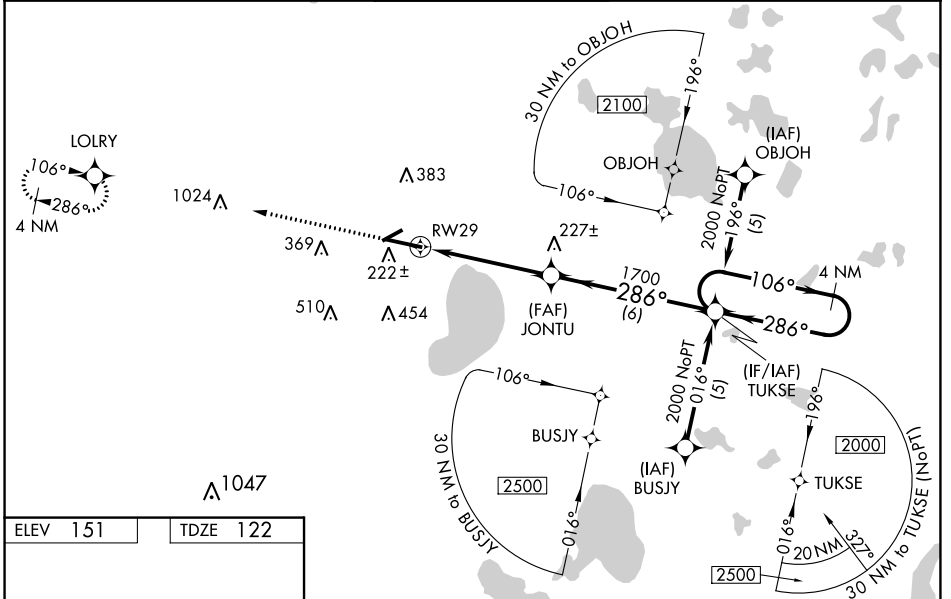 30 NM to OBJOH
196°
2100
OBJOH
106°
(IAF)
OBJOH
2000 NoPT
196°
(5)
LOLRY
106°
286°
4 NM
1024
383
369
222±
RW29
227±
510
454
(FAF)
JONTU
1700
286°
(6)
106°
4 NM
286°
(IF/IAF)
TUKSE
2000 NoPT
016°
(5)
(IAF)
BUSJY
106°
BUSJY
2500
016°
30 NM to BUSJY
196°
2000
TUKSE
016°
20 NM
327°
2500
30 NM to TUKSE (NoPT)
1047
ELEV 151
TDZE 122